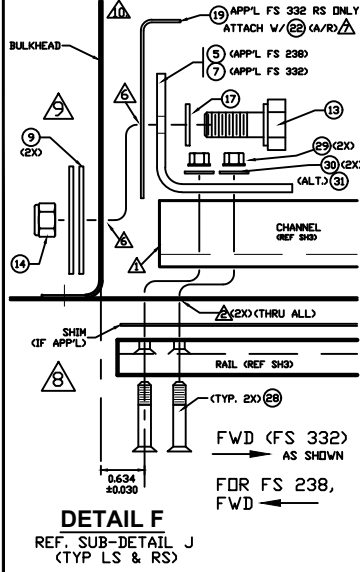 10
19 APP'L FS 332 RS ONLY
ATTACH W/ 22 (A/R) 7
BULKHEAD
5 (APP'L FS 238)
7 (APP'L FS 332)
9
6
17
13
9
(2X)
29 (2X)
30 (2X)
(ALT.) 31
6
14
CHANNEL
(REF SH3)
1
2 (2X)(THRU ALL)
SHIM
(IF APP'L)
8
RAIL (REF SH3)
(TYP. 2X) 28
FWD (FS 332)
AS SHOWN
0.634
±0.030
FOR FS 238,
FWD
DETAIL F
REF. SUB-DETAIL J
(TYP LS & RS)